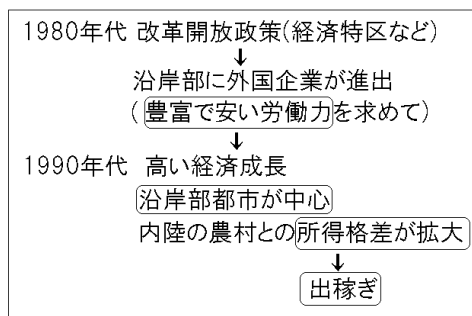 1980年代 改革開放政策(経済特区など)
↓
沿岸部に外国企業が進出
(豊富で安い労働力を求めて)
↓
1990年代 高い経済成長
沿岸部都市が中心
内陸の農村との所得格差が拡大
↓
出稼ぎ